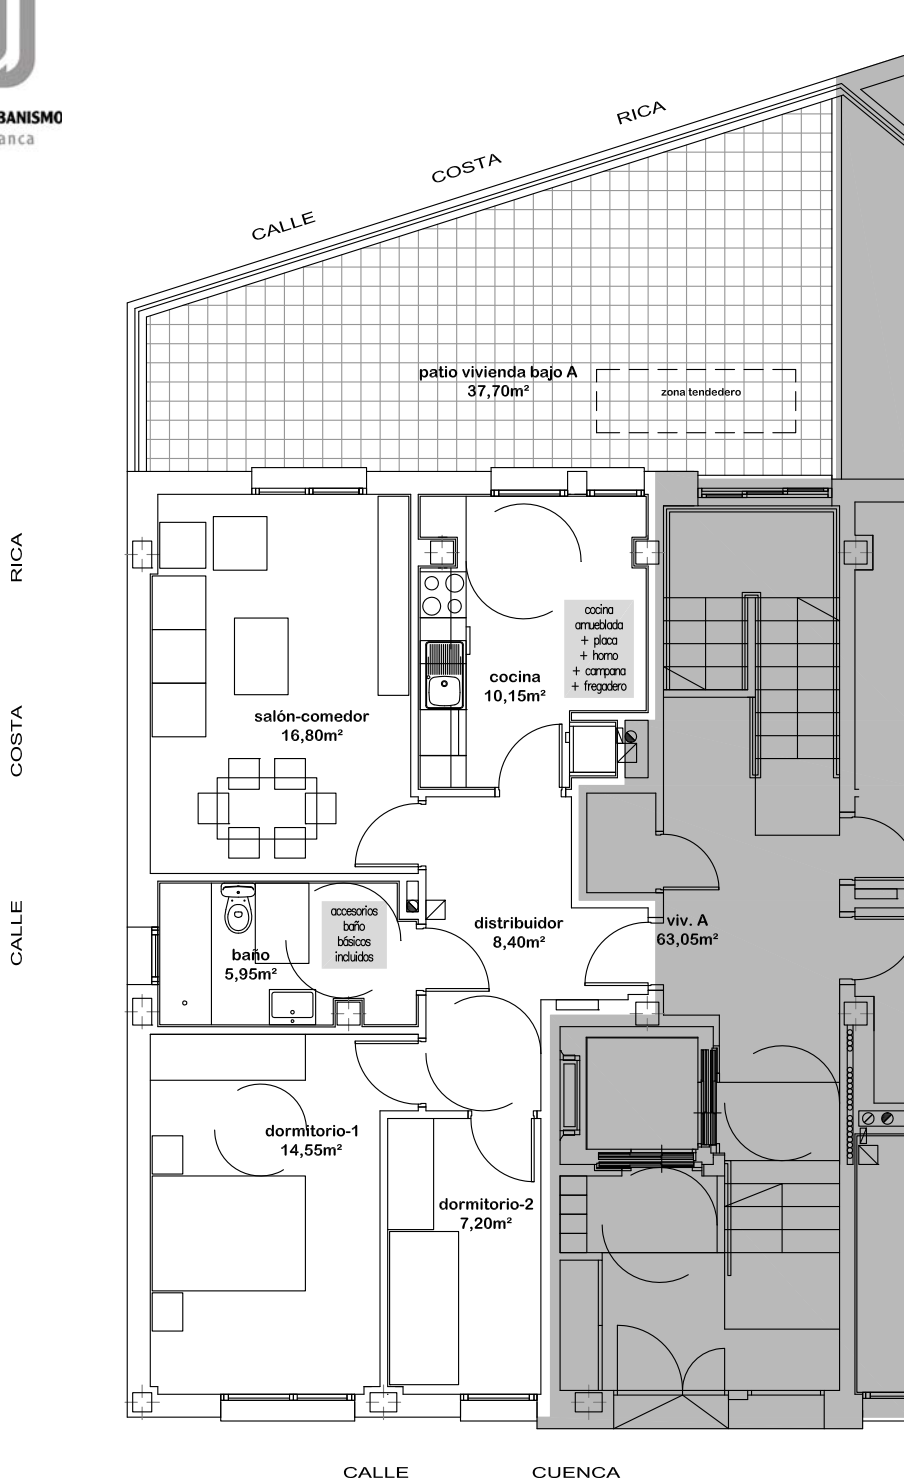 BANISMO
anca
CALLE COSTA RICA
patio vivienda bajo A
37,70m²
zona tendedero
RICA
COSTA
CALLE
cocina
amueblada
+ placa
+ horno
+ campana
+ fregadero
cocina
10,15m²
salón-comedor
16,80m²
accesorios
baño
básicos
incluidos
baño
5,95m²
distribuidor
8,40m²
viv. A
63,05m²
dormitorio-1
14,55m²
dormitorio-2
7,20m²
CALLE CUENCA